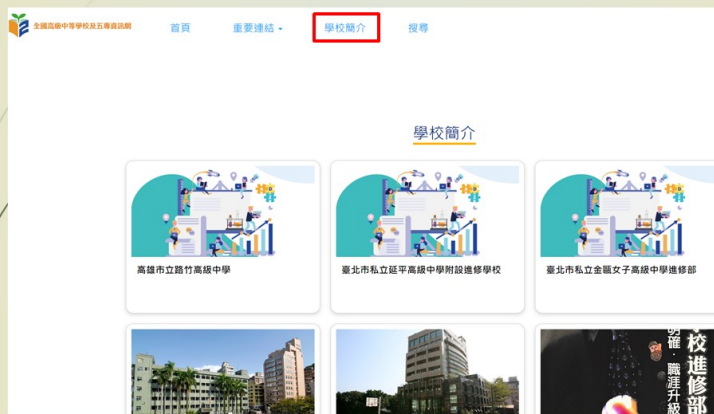 全國高級中等學校及五專資訊網
首頁
重要連結
學校簡介
搜尋
學校簡介
高雄市立路竹高級中學
臺北市私立延平高級中學附設進修學校
臺北市私立金甌女子高級中學進修部
校進修部
明確‧職涯升級